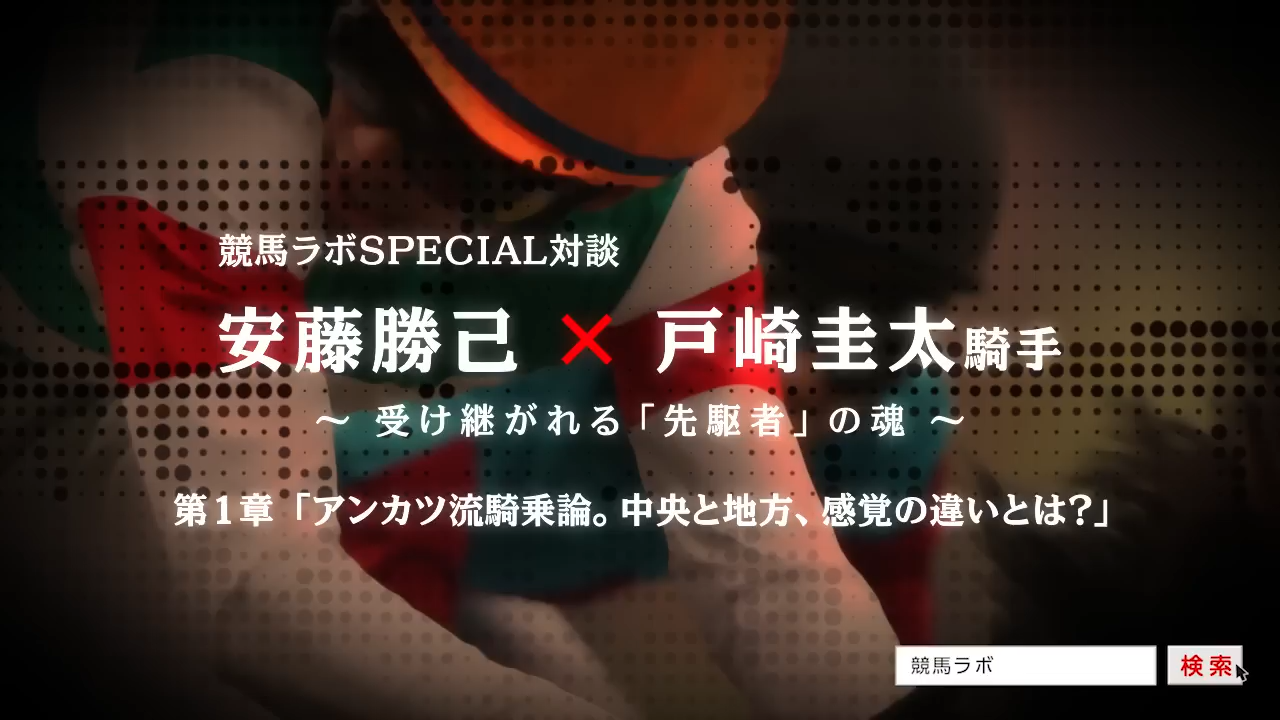 競馬ラボSPECIAL対談
安藤勝己 × 戸崎圭太騎手
～ 受け継がれる「先駆者」の魂 ～
第1章「アンカツ流騎乗論。中央と地方、感覚の違いとは?」
競馬ラボ 検索